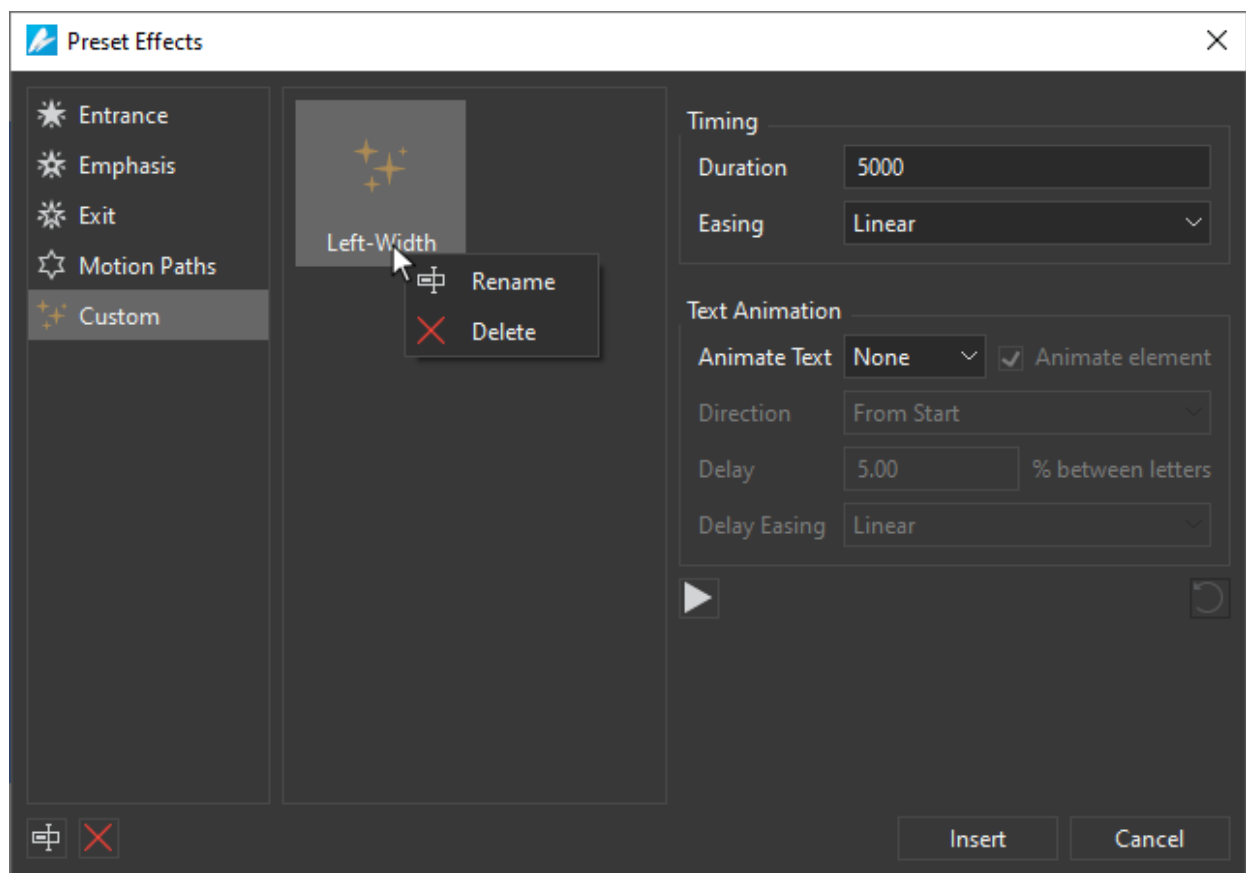 Preset Effects
Entrance
Emphasis
Exit
Motion Paths
Custom
Left-Width
Rename
Delete
Timing
Duration 5000
Easing Linear
Text Animation
Animate Text None Animate element
Direction From Start
Delay 5.00 % between letters
Delay Easing Linear
Insert Cancel